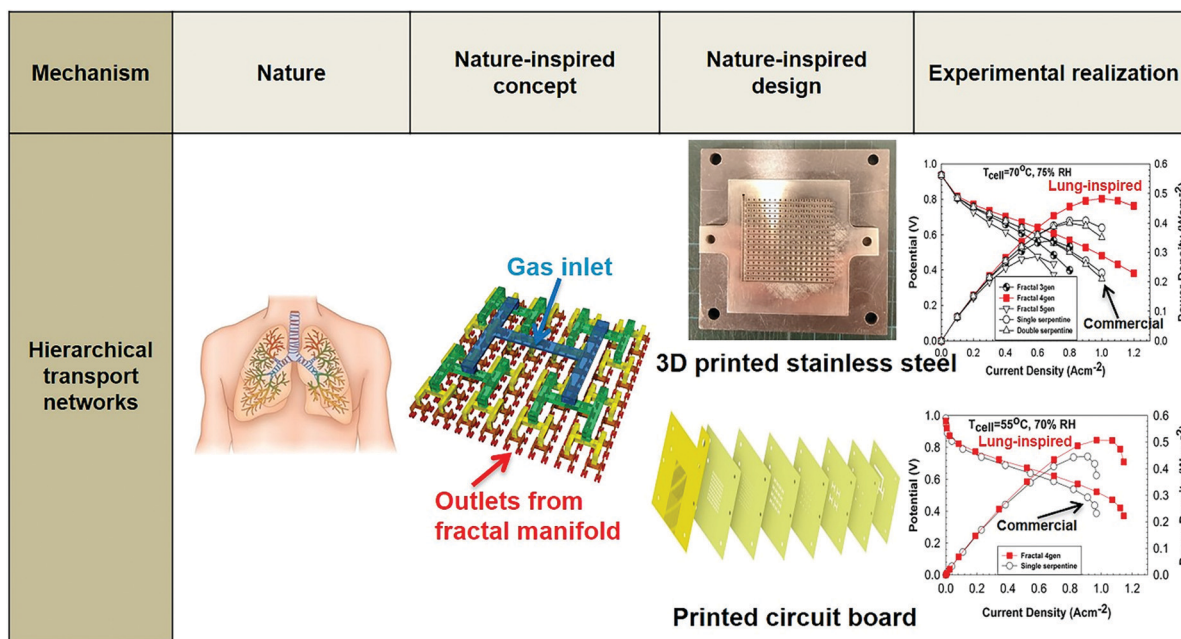 Mechanism
Nature
Nature-inspired
concept
Nature-inspired
design
Experimental realization
Hierarchical
transport
networks
Gas inlet
Outlets from
fractal manifold
3D printed stainless steel
Printed circuit board
T_cell=70°C, 75% RH
Lung-inspired
Potential (V)
1.0
0.8
0.6
0.4
0.2
0.0
0.6
0.5
0.4
0.3
0.2
0.1
0.0
Fractal 3gen
Fractal 4gen
Fractal 5gen
Single serpentine
Double serpentine
Commercial
0.0 0.2 0.4 0.6 0.8 1.0 1.2
Current Density (Acm⁻²)
T_cell=55°C, 70% RH
Lung-inspired
Potential (V)
1.0
0.8
0.6
0.4
0.2
0.0
0.6
0.5
0.4
0.3
0.2
0.1
0.0
Commercial
Fractal 4gen
Single serpentine
0.0 0.2 0.4 0.6 0.8 1.0 1.2
Current Density (Acm⁻²)